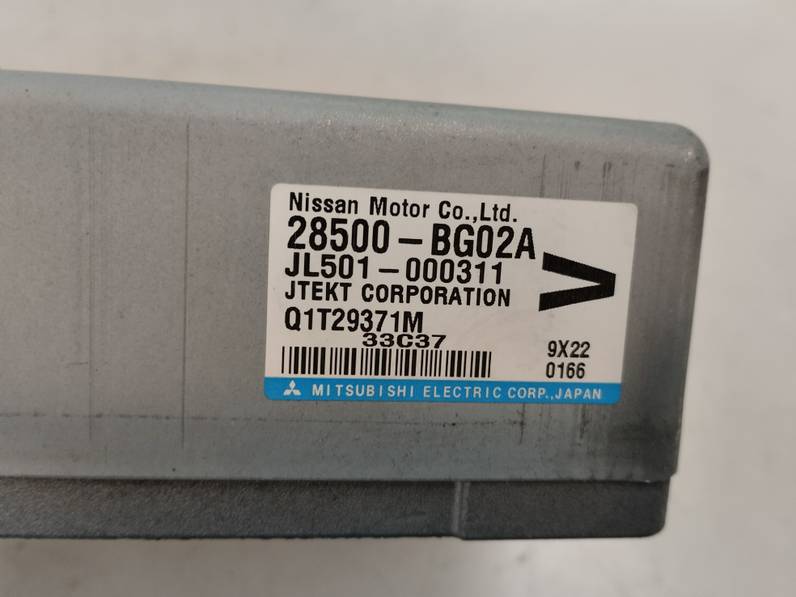 Nissan Motor Co.,Ltd.
28500-BG02A
JL501-000311
JTEKT CORPORATION
Q1T29371M
33C37
>
9X22
0166
MITSUBISHI ELECTRIC CORP.,JAPAN